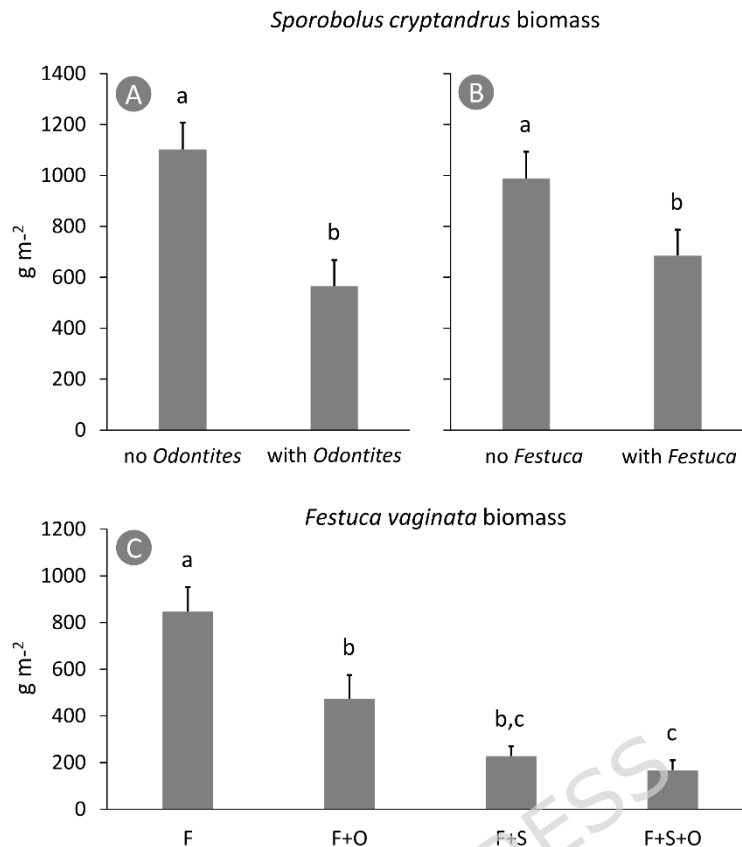 Sporobolus cryptandrus biomass
1400
1200
1000
800
600
400
200
0
g m-²
A
a
b
no Odontites with Odontites
B
a
b
no Festuca with Festuca
Festuca vaginata biomass
1200
1000
800
600
400
200
0
g m-²
C
a
b
b,c
c
F F+O F+S F+S+O